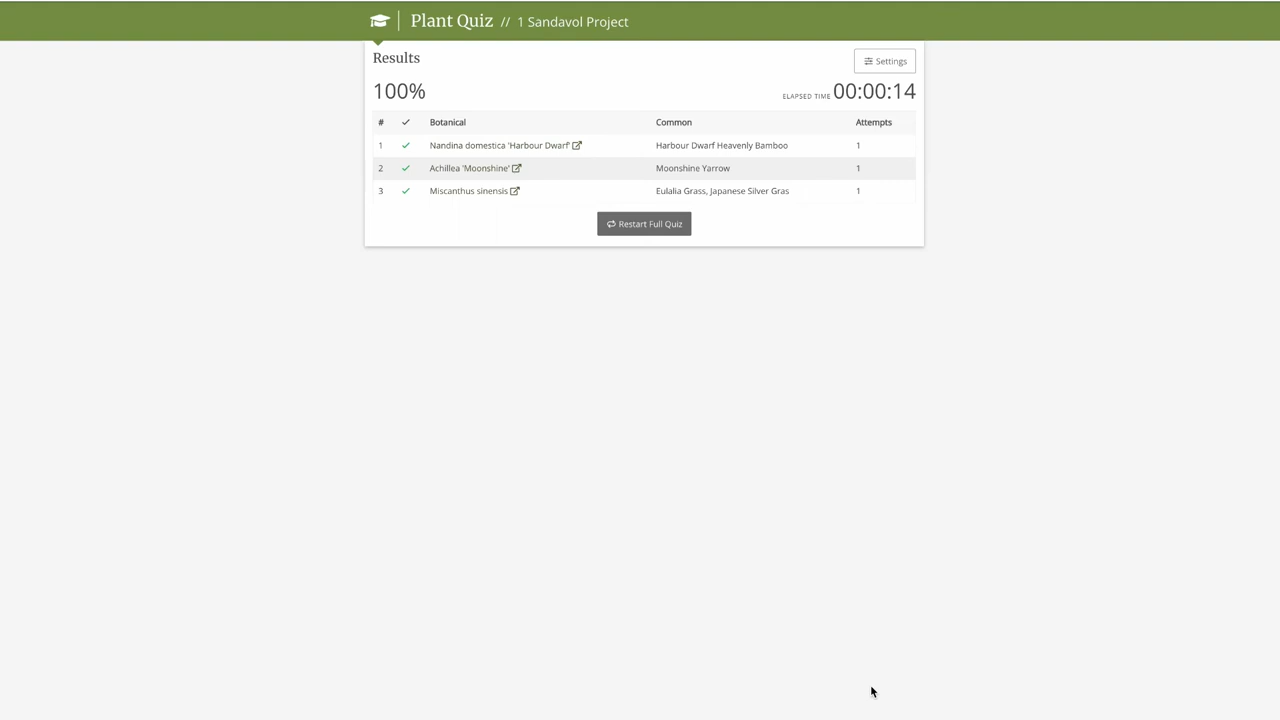 Plant Quiz // 1 Sandavol Project
Results
Settings
100%
ELAPSED TIME 00:00:14
# ✓ Botanical Common Attempts
1 ✓ Nandina domestica 'Harbour Dwarf' Harbour Dwarf Heavenly Bamboo 1
2 ✓ Achillea 'Moonshine' Moonshine Yarrow 1
3 ✓ Miscanthus sinensis Eulalia Grass, Japanese Silver Gras 1
Restart Full Quiz